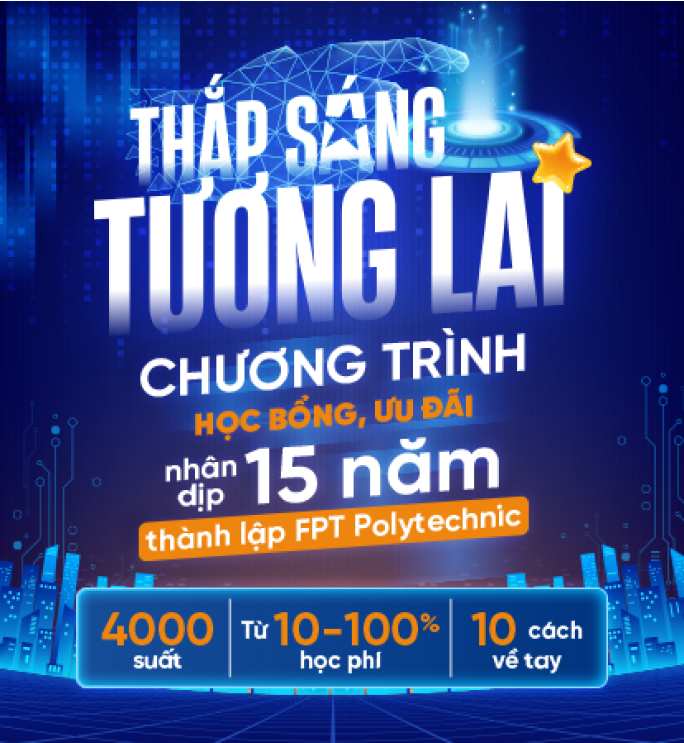 THẮP SÁNG
TƯƠNG LAI
CHƯƠNG TRÌNH
HỌC BỔNG, ƯU ĐÃI
nhân dịp 15 năm
thành lập FPT Polytechnic
4000 suất
Từ 10-100% học phí
10 cách về tay